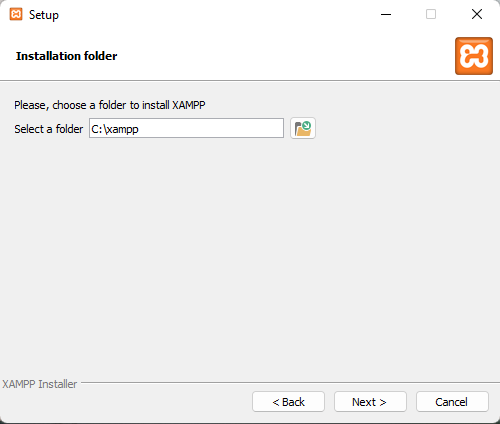 Setup
Installation folder
Please, choose a folder to install XAMPP
Select a folder C:\xampp
XAMPP Installer
< Back Next > Cancel